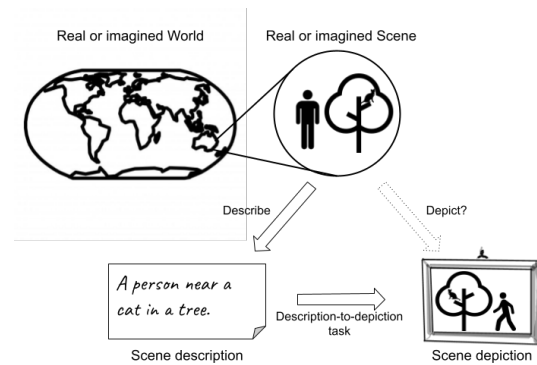 Real or imagined World
Real or imagined Scene
Describe
Depict?
A person near a
cat in a tree.
Description-to-depiction
task
Scene description
Scene depiction